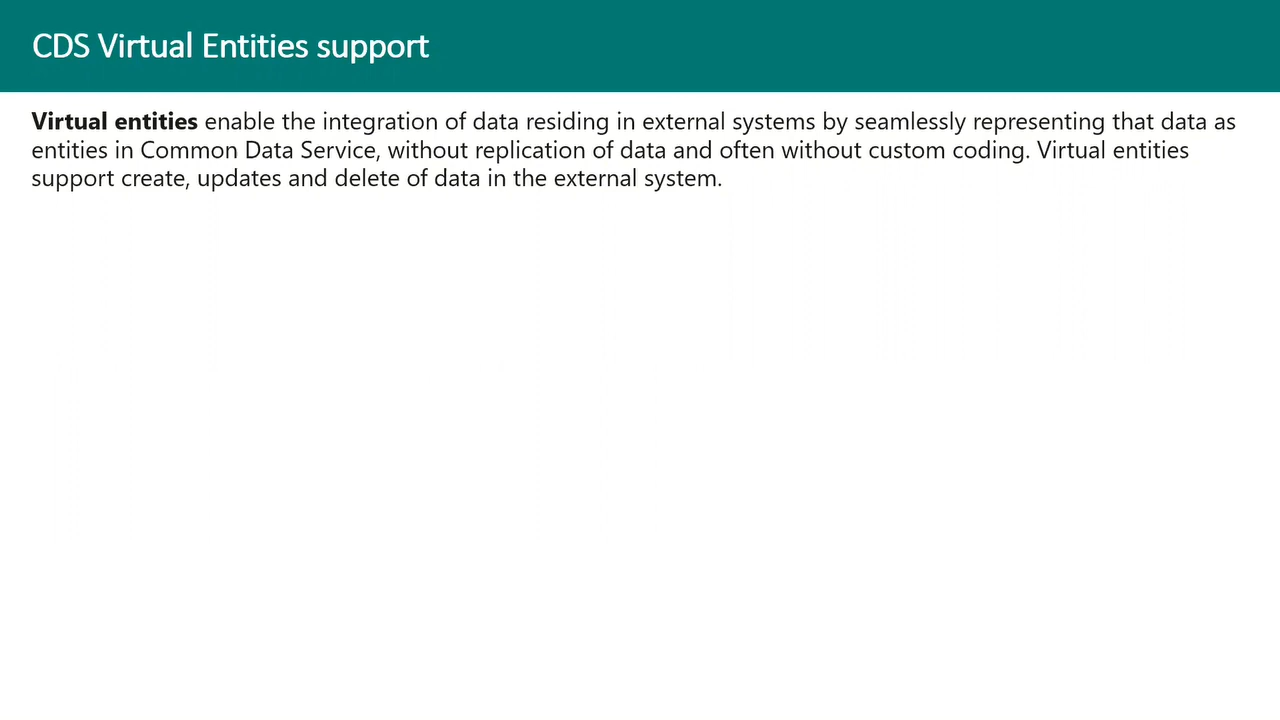 CDS Virtual Entities support
Virtual entities enable the integration of data residing in external systems by seamlessly representing that data as
entities in Common Data Service, without replication of data and often without custom coding. Virtual entities
support create, updates and delete of data in the external system.